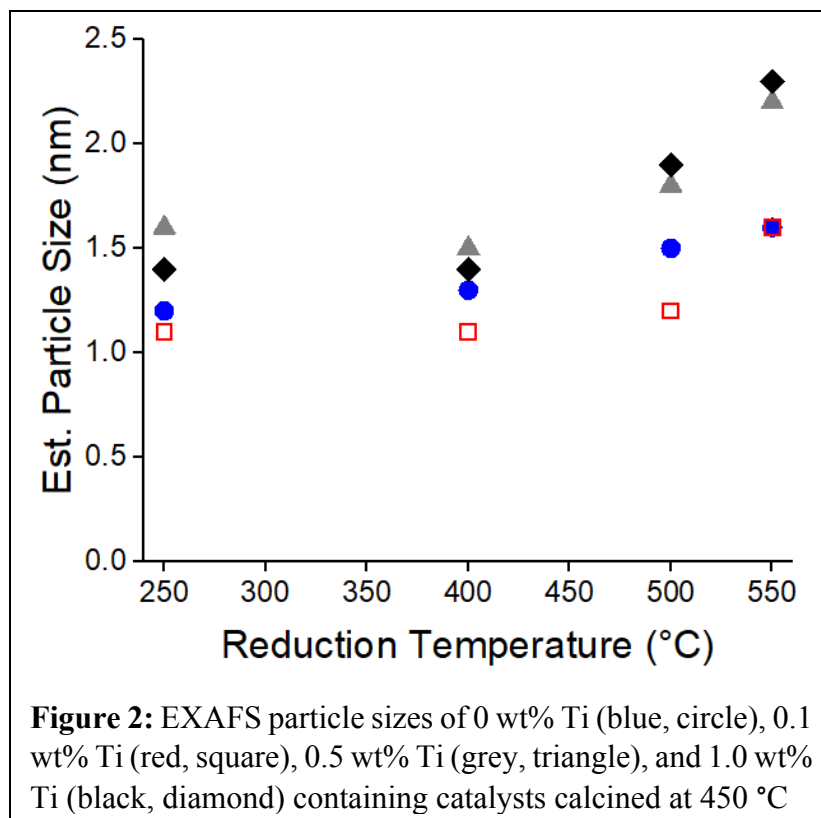 2.5
2.0
1.5
1.0
0.5
0.0
Est. Particle Size (nm)
250 300 350 400 450 500 550
Reduction Temperature (°C)
Figure 2: EXAFS particle sizes of 0 wt% Ti (blue, circle), 0.1
wt% Ti (red, square), 0.5 wt% Ti (grey, triangle), and 1.0 wt%
Ti (black, diamond) containing catalysts calcined at 450 °C